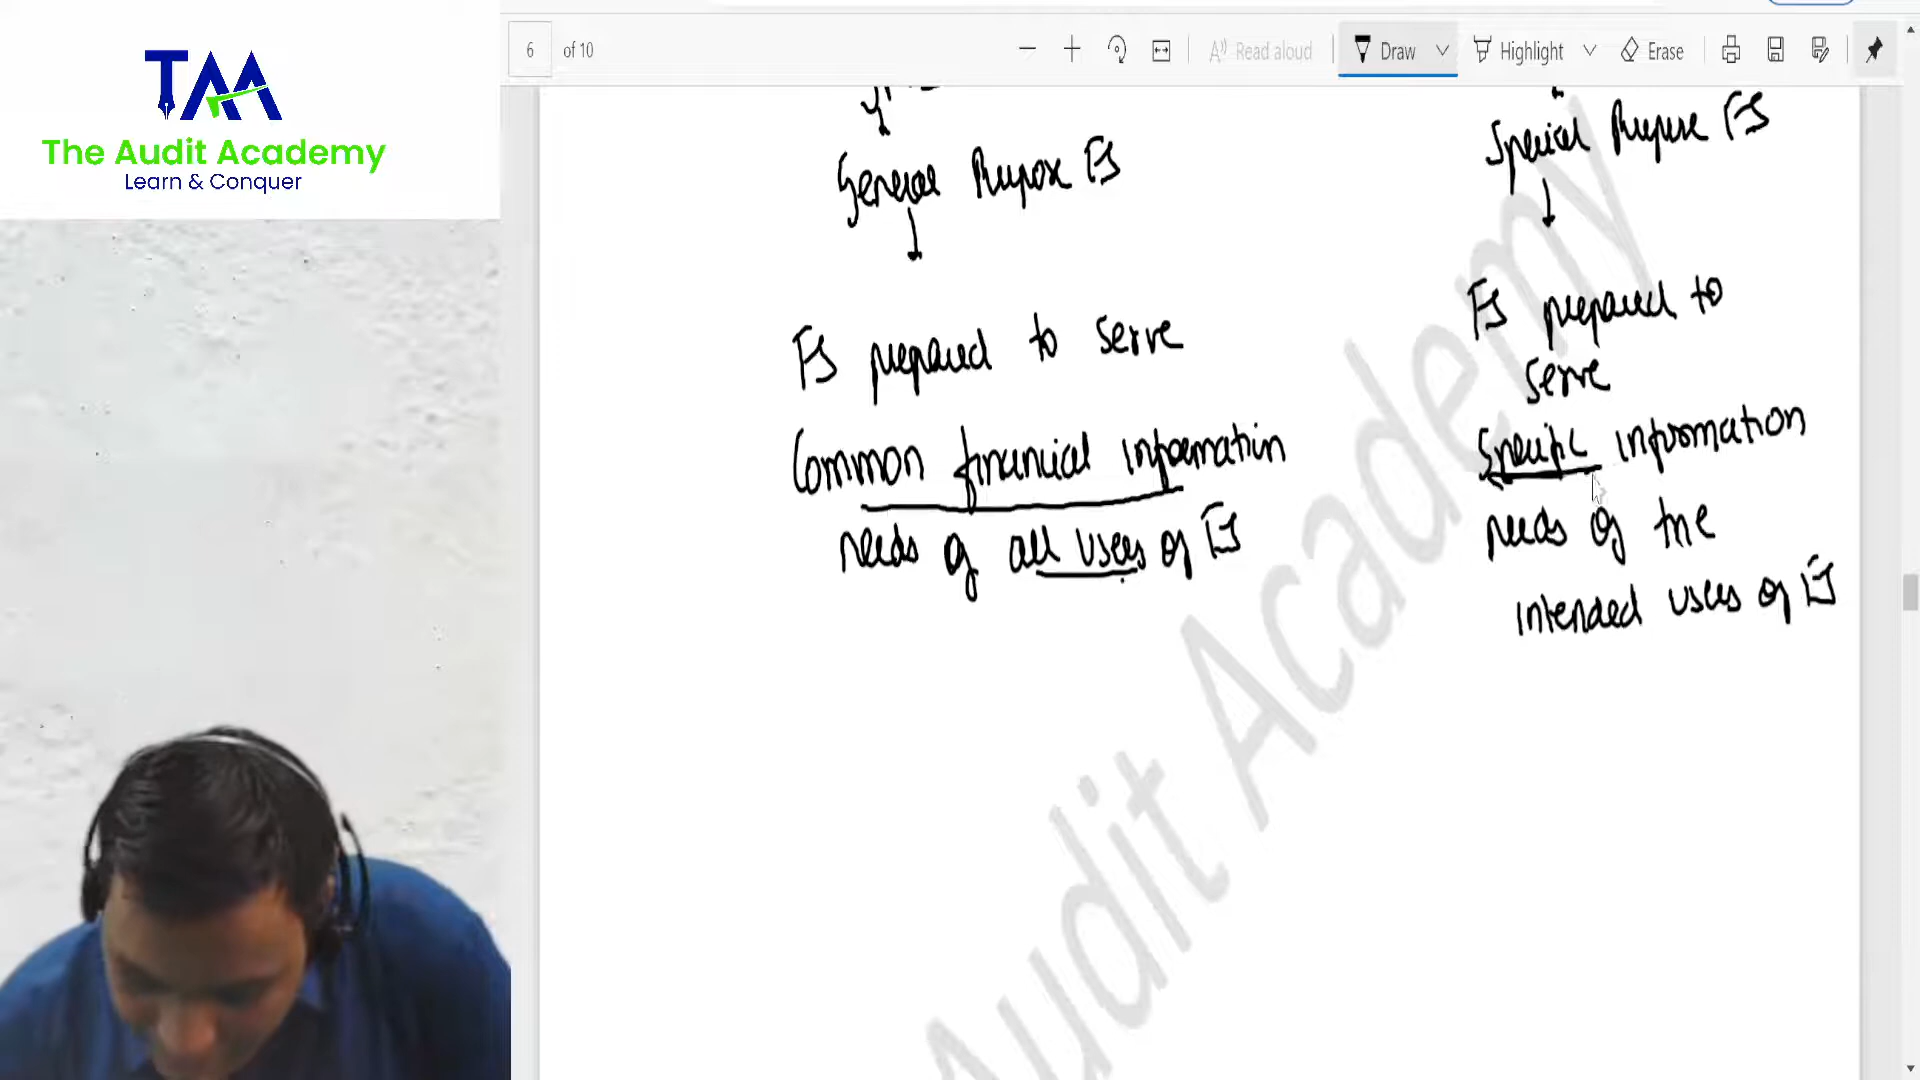 TAA
The Audit Academy
Learn & Conquer
6 of 10
Read aloud
Draw
Highlight
Erase
General Purpose FS
FS prepared to serve
Common financial information
needs of all users of FS
Special Purpose FS
FS prepared to
serve
Specific information
needs of the
intended users of FS
Audit Academy